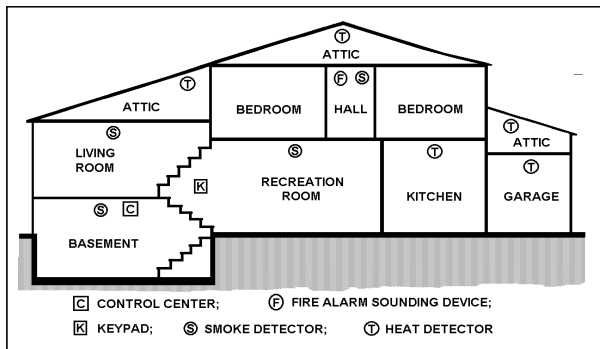 T
ATTIC
T
ATTIC
BEDROOM
F S
HALL
BEDROOM
S
LIVING
ROOM
T
ATTIC
K
S
RECREATION
ROOM
T
KITCHEN
T
GARAGE
S C
BASEMENT
C CONTROL CENTER; F FIRE ALARM SOUNDING DEVICE;
K KEYPAD; S SMOKE DETECTOR; T HEAT DETECTOR